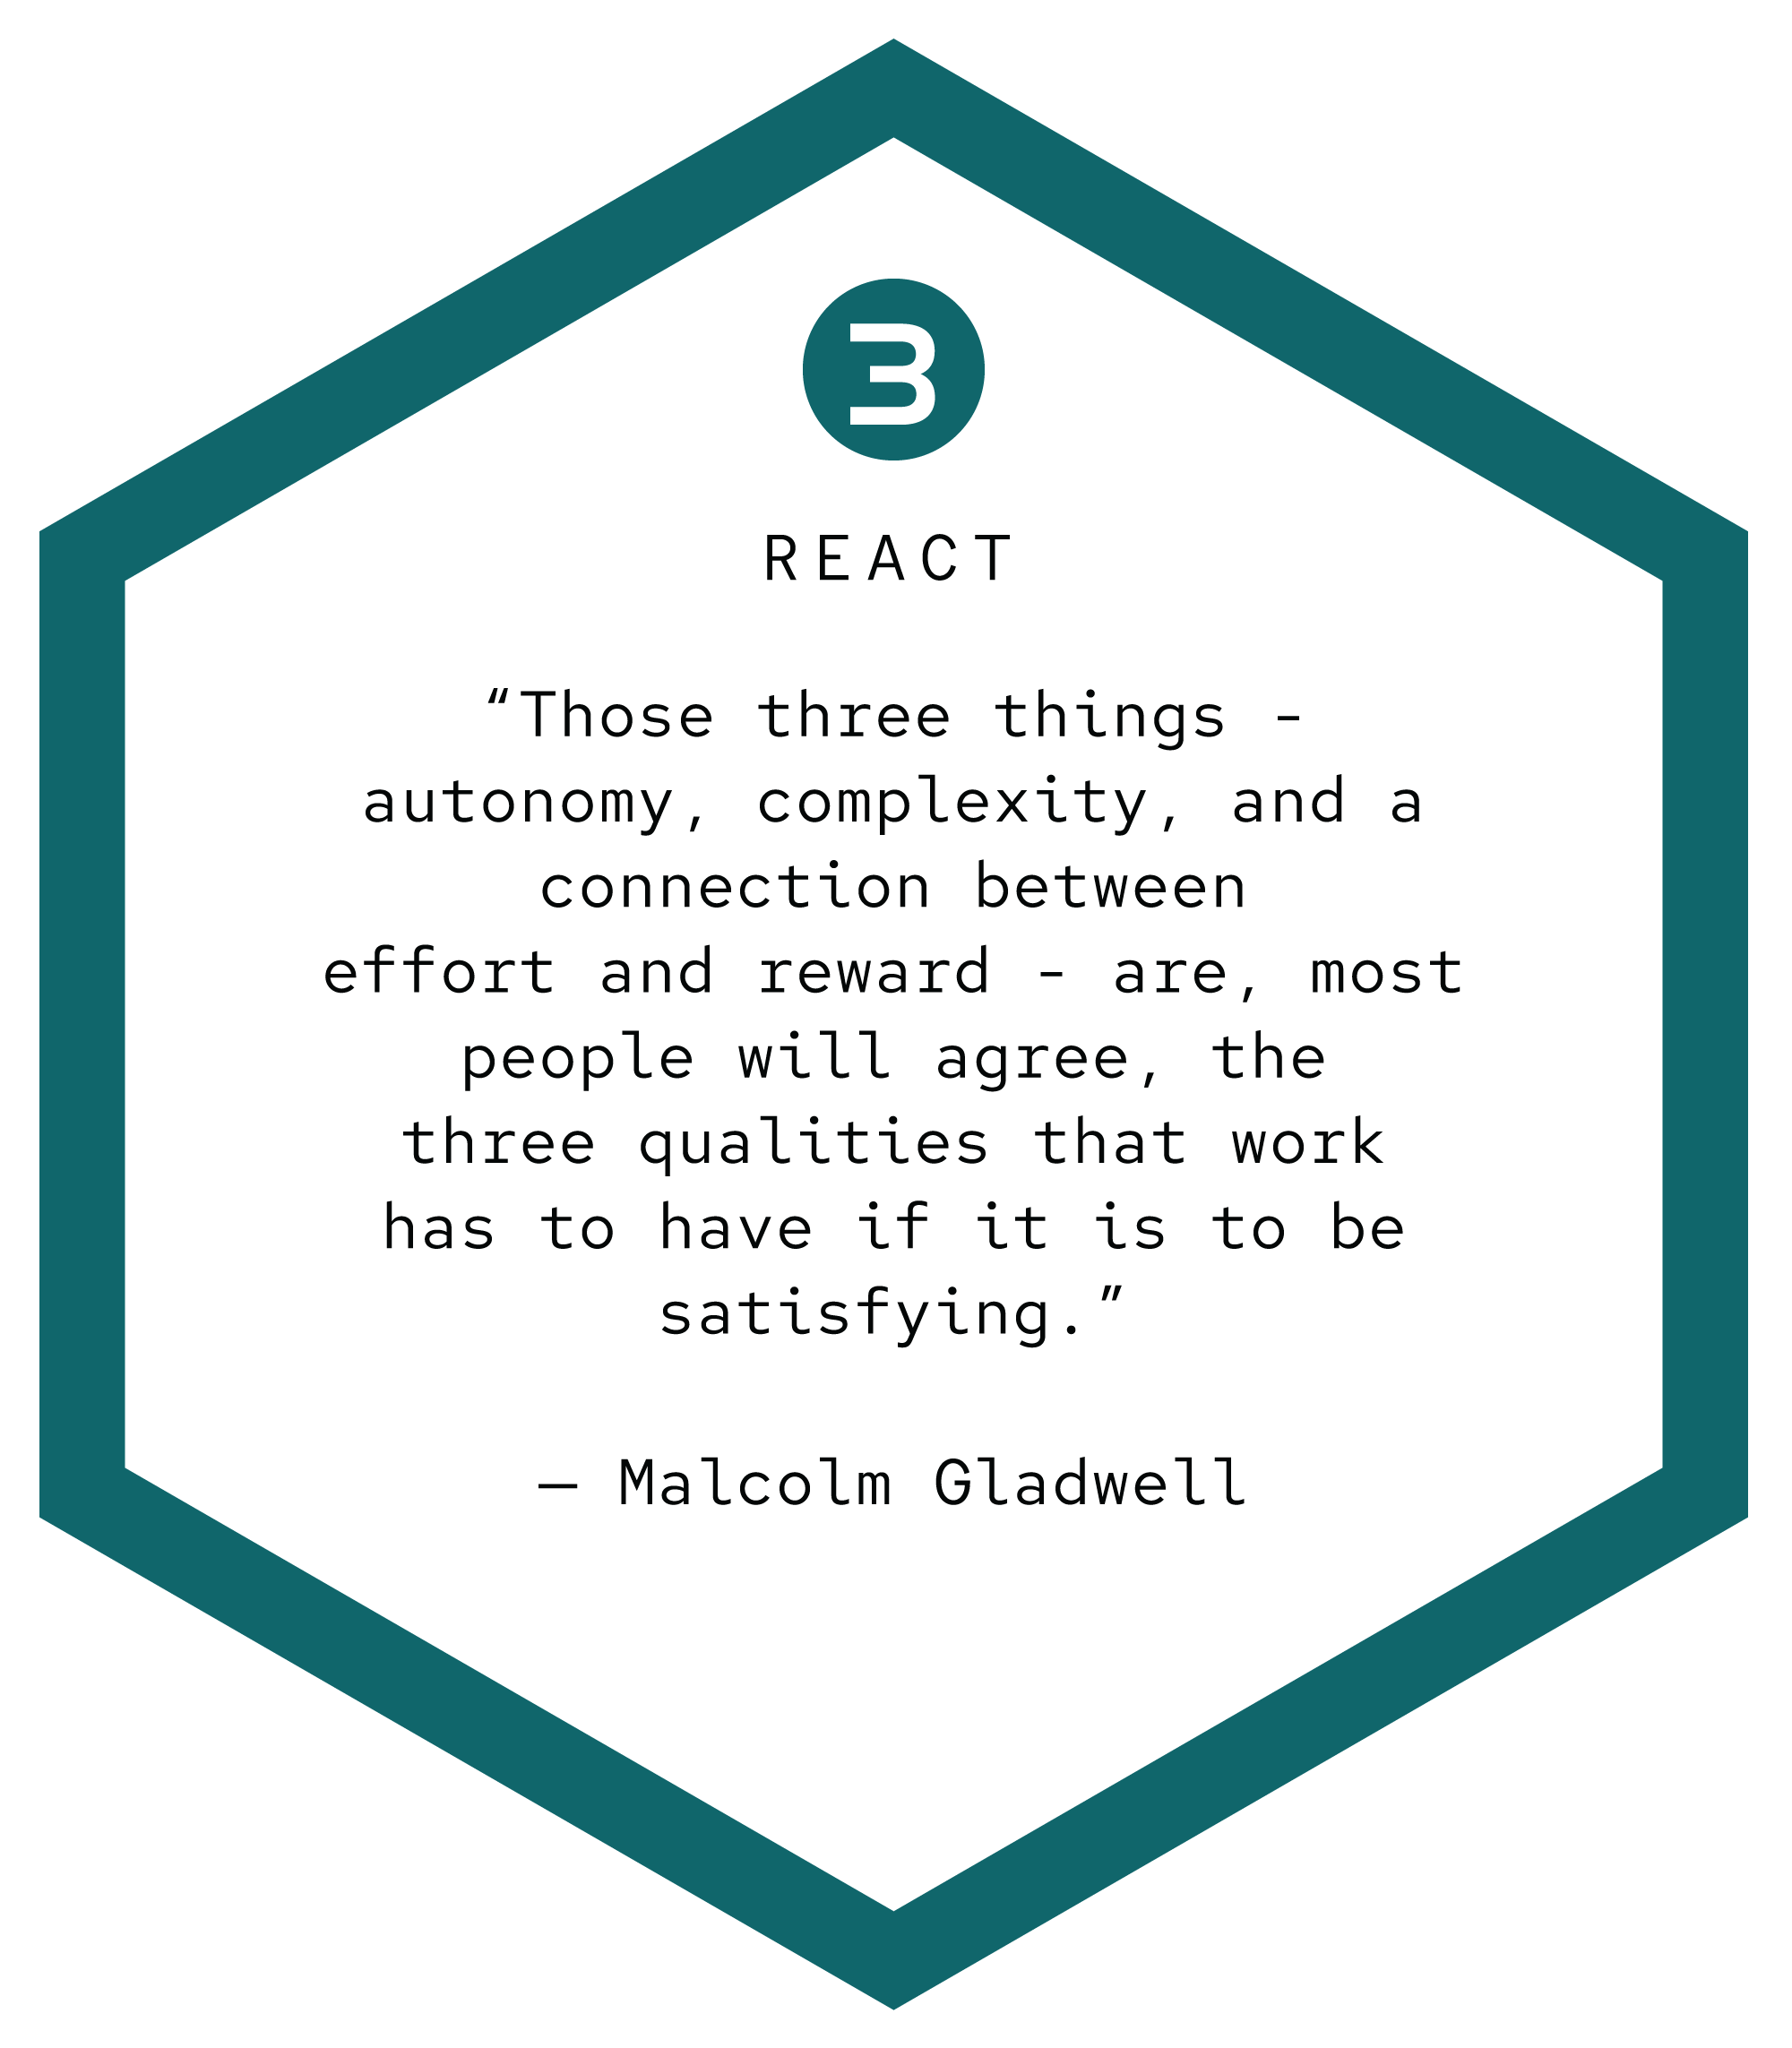 3
REACT
“Those three things -
autonomy, complexity, and a
connection between
effort and reward - are, most
people will agree, the
three qualities that work
has to have if it is to be
satisfying.”
— Malcolm Gladwell